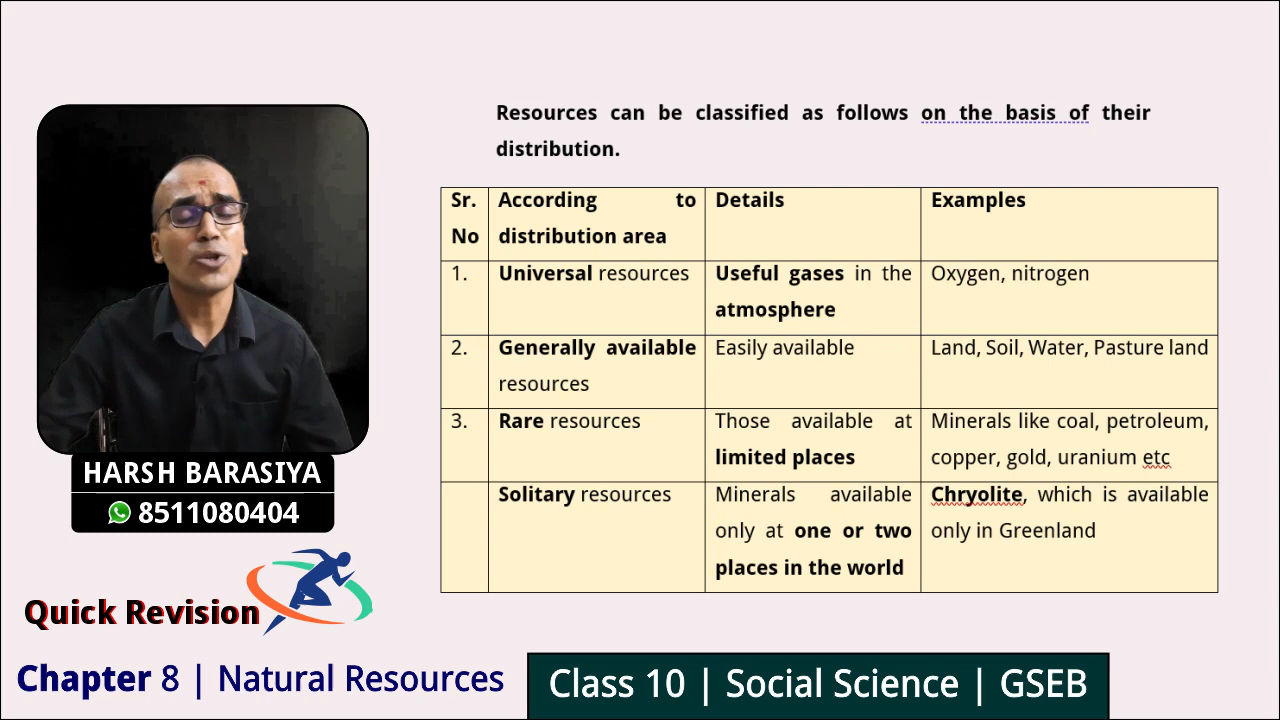 Resources can be classified as follows on the basis of their
distribution.
Sr. No | According to distribution area | Details | Examples
1. | Universal resources | Useful gases in the atmosphere | Oxygen, nitrogen
2. | Generally available resources | Easily available | Land, Soil, Water, Pasture land
3. | Rare resources | Those available at limited places | Minerals like coal, petroleum, copper, gold, uranium etc
Solitary resources | Minerals available only at one or two places in the world | Chryolite, which is available only in Greenland
HARSH BARASIYA
8511080404
Quick Revision
Chapter 8 | Natural Resources
Class 10 | Social Science | GSEB